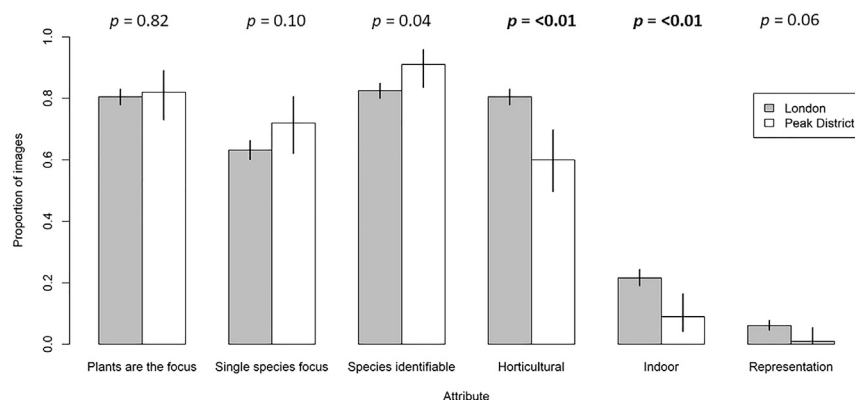 p = 0.82 p = 0.10 p = 0.04 p = <0.01 p = <0.01 p = 0.06
1.0
0.8
0.6
0.4
0.2
0.0
Proportion of images
London
Peak District
Plants are the focus Single species focus Species identifiable Horticultural Indoor Representation
Attribute